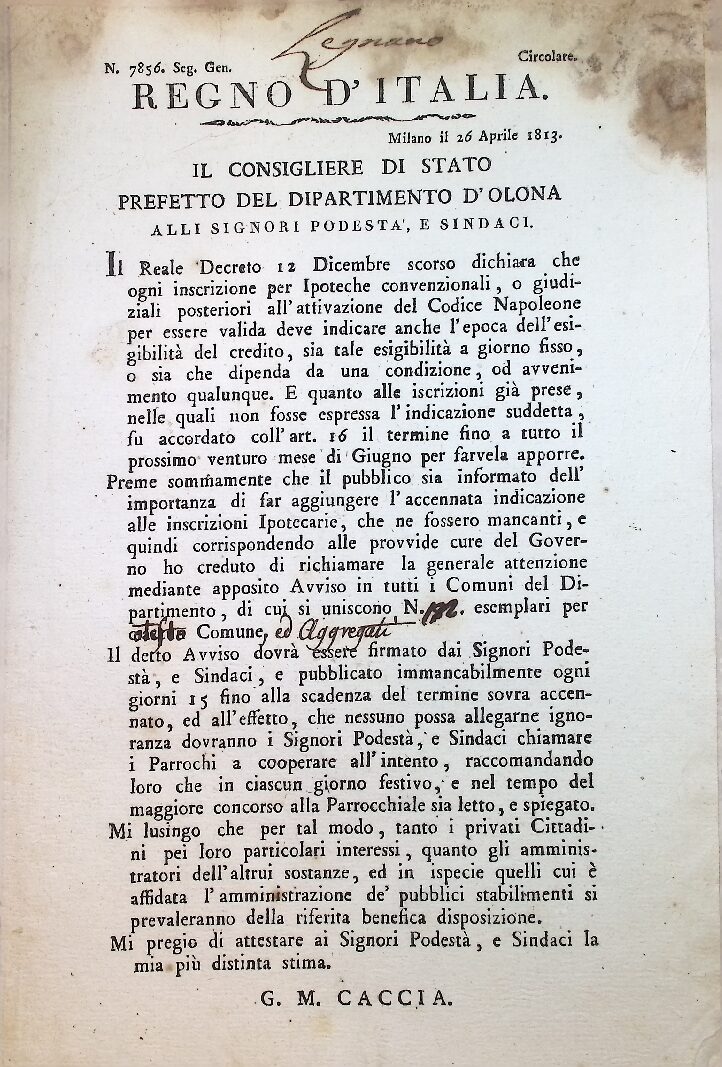 Legnano
Circolare.
N. 7856. Seg. Gen.
REGNO D'ITALIA.
Milano il 26 Aprile 1813.
IL CONSIGLIERE DI STATO
PREFETTO DEL DIPARTIMENTO D'OLONA
ALLI SIGNORI PODESTA', E SINDACI.
Il Reale Decreto 12 Dicembre scorso dichiara che
ogni inscrizione per Ipoteche convenzionali, o giudi-
ziali posteriori all'attivazione del Codice Napoleone
per essere valida deve indicare anche l'epoca dell'esi-
gibilità del credito, sia tale esigibilità a giorno fisso,
o sia che dipenda da una condizione, od avveni-
mento qualunque. E quanto alle iscrizioni già prese,
nelle quali non fosse espressa l'indicazione suddetta,
fu accordato coll'art. 16 il termine fino a tutto il
prossimo venturo mese di Giugno per farvela apporre.
Preme sommamente che il pubblico sia informato dell'
importanza di far aggiungere l'accennata indicazione
alle inscrizioni Ipotecarie, che ne fossero mancanti, e
quindi corrispondendo alle provvide cure del Gover-
no ho creduto di richiamare la generale attenzione
mediante apposito Avviso in tutti i Comuni del Di-
partimento, di cui si uniscono N. esemplari per
Comune, ed Aggregati
Il detto Avviso dovrà essere firmato dai Signori Pode-
stà, e Sindaci, e pubblicato immancabilmente ogni
giorni 15 fino alla scadenza del termine sovra accen-
nato, ed all'effetto, che nessuno possa allegarne igno-
ranza dovranno i Signori Podestà, e Sindaci chiamare
i Parrochi a cooperare all'intento, raccomandando
loro che in ciascun giorno festivo, e nel tempo del
maggiore concorso alla Parrocchiale sia letto, e spiegato.
Mi lusingo che per tal modo, tanto i privati Cittadi-
ni pei loro particolari interessi, quanto gli amminis-
tratori dell'altrui sostanze, ed in ispecie quelli cui è
affidata l'amministrazione de' pubblici stabilimenti si
prevaleranno della riferita benefica disposizione.
Mi pregio di attestare ai Signori Podestà, e Sindaci la
mia più distinta stima.
G. M. CACCIA.